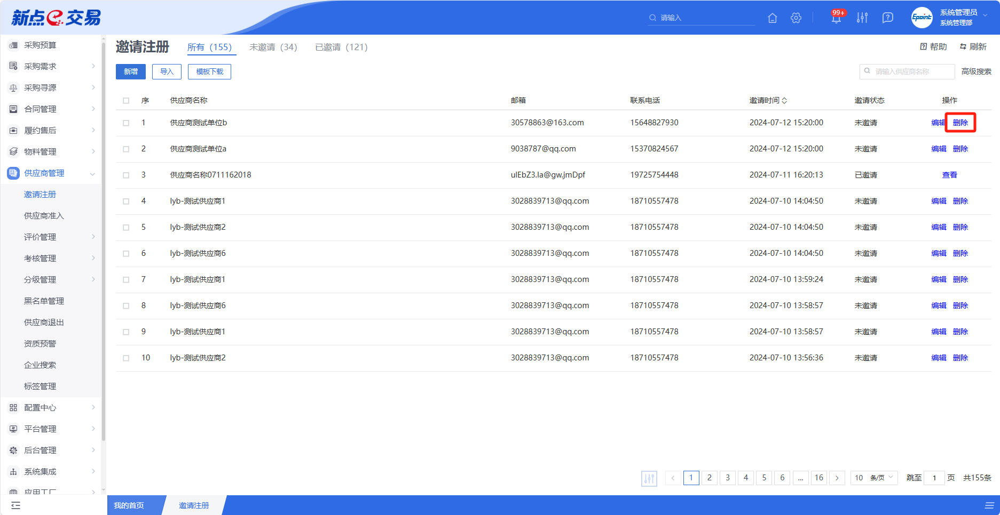 新点e交易
请输入
99+
Epoint
系统管理员
系统管理部
采购预算
采购需求
采购寻源
合同管理
履约售后
物料管理
供应商管理
邀请注册
供应商准入
评价管理
考核管理
分级管理
黑名单管理
供应商退出
资质预警
企业搜索
标签管理
配置中心
平台管理
后台管理
系统集成
应用工厂
邀请注册 所有（155） 未邀请（34） 已邀请（121） 帮助 刷新
新增 导入 模板下载 请输入供应商名称 高级搜索
序 供应商名称 邮箱 联系电话 邀请时间 邀请状态 操作
1 供应商测试单位b 30578863@163.com 15648827930 2024-07-12 15:20:00 未邀请 编辑 删除
2 供应商测试单位a 9038787@qq.com 15370824567 2024-07-12 15:20:00 未邀请 编辑 删除
3 供应商名称0711162018 ulEbZ3.la@gw.jmDpf 19725754448 2024-07-11 16:20:13 已邀请 查看
4 lyb-测试供应商1 3028839713@qq.com 18710557478 2024-07-10 14:04:50 未邀请 编辑 删除
5 lyb-测试供应商2 3028839713@qq.com 18710557478 2024-07-10 14:04:50 未邀请 编辑 删除
6 lyb-测试供应商6 3028839713@qq.com 18710557478 2024-07-10 14:04:50 未邀请 编辑 删除
7 lyb-测试供应商1 3028839713@qq.com 18710557478 2024-07-10 13:59:24 未邀请 编辑 删除
8 lyb-测试供应商6 3028839713@qq.com 18710557478 2024-07-10 13:58:57 未邀请 编辑 删除
9 lyb-测试供应商1 3028839713@qq.com 18710557478 2024-07-10 13:58:57 未邀请 编辑 删除
10 lyb-测试供应商2 3028839713@qq.com 18710557478 2024-07-10 13:56:36 未邀请 编辑 删除
1 2 3 4 5 6 ... 16 10 条/页 跳至 1 页 共155条
我的首页 邀请注册